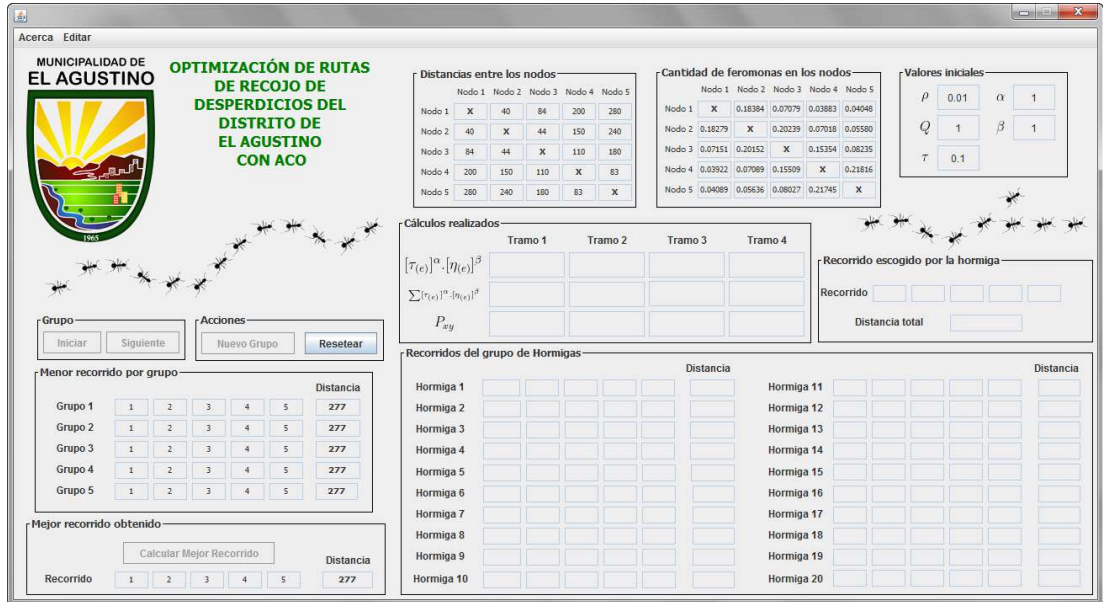 Acerca Editar
MUNICIPALIDAD DE
EL AGUSTINO
1965
OPTIMIZACIÓN DE RUTAS
DE RECOJO DE
DESPERDICIOS DEL
DISTRITO DE
EL AGUSTINO
CON ACO
Distancias entre los nodos
Nodo 1 Nodo 2 Nodo 3 Nodo 4 Nodo 5
Nodo 1 X 40 84 200 280
Nodo 2 40 X 44 150 240
Nodo 3 84 44 X 110 180
Nodo 4 200 150 110 X 83
Nodo 5 280 240 180 83 X
Cantidad de feromonas en los nodos
Nodo 1 Nodo 2 Nodo 3 Nodo 4 Nodo 5
Nodo 1 X 0.18384 0.07079 0.03883 0.04048
Nodo 2 0.18279 X 0.20239 0.07018 0.05580
Nodo 3 0.07151 0.20152 X 0.15354 0.08235
Nodo 4 0.03922 0.07089 0.15509 X 0.21816
Nodo 5 0.04089 0.05636 0.08027 0.21745 X
Valores iniciales
ρ 0.01 α 1
Q 1 β 1
τ 0.1
Cálculos realizados
Tramo 1 Tramo 2 Tramo 3 Tramo 4
[τ(e)]^α.[η(e)]^β
∑[τ(e)]^α.[η(e)]^β
P_xy
Recorrido escogido por la hormiga
Recorrido
Distancia total
Grupo
Iniciar Siguiente
Acciones
Nuevo Grupo Resetear
Menor recorrido por grupo
Distancia
Grupo 1 1 2 3 4 5 277
Grupo 2 1 2 3 4 5 277
Grupo 3 1 2 3 4 5 277
Grupo 4 1 2 3 4 5 277
Grupo 5 1 2 3 4 5 277
Mejor recorrido obtenido
Calcular Mejor Recorrido
Distancia
Recorrido 1 2 3 4 5 277
Recorridos del grupo de Hormigas
Distancia Distancia
Hormiga 1 Hormiga 11
Hormiga 2 Hormiga 12
Hormiga 3 Hormiga 13
Hormiga 4 Hormiga 14
Hormiga 5 Hormiga 15
Hormiga 6 Hormiga 16
Hormiga 7 Hormiga 17
Hormiga 8 Hormiga 18
Hormiga 9 Hormiga 19
Hormiga 10 Hormiga 20